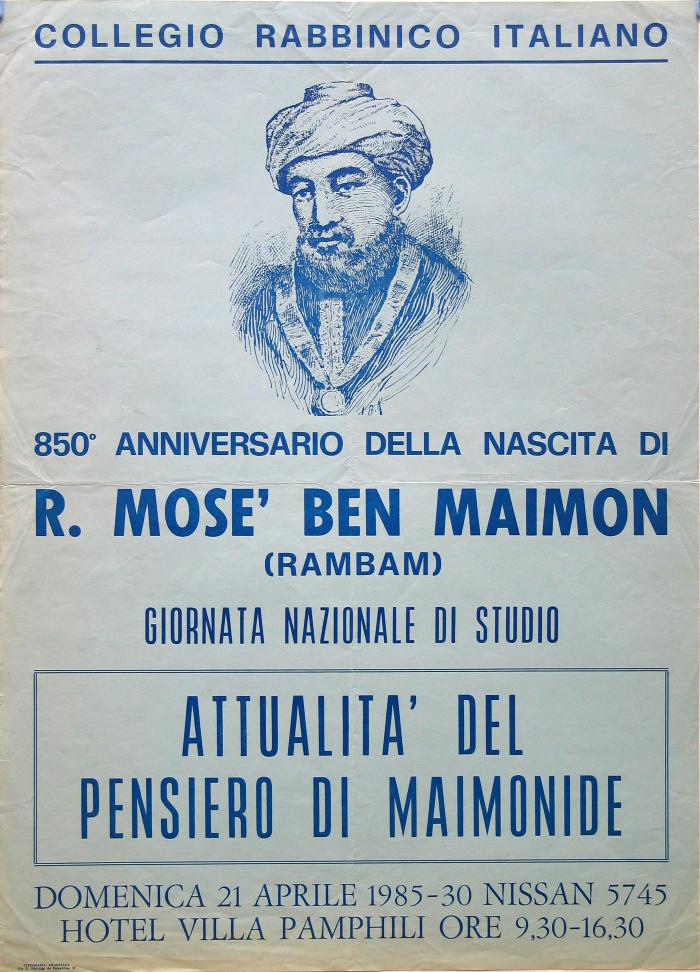 COLLEGIO RABBINICO ITALIANO
850° ANNIVERSARIO DELLA NASCITA DI
R. MOSE' BEN MAIMON
(RAMBAM)
GIORNATA NAZIONALE DI STUDIO
ATTUALITA' DEL
PENSIERO DI MAIMONIDE
DOMENICA 21 APRILE 1985-30 NISSAN 5745
HOTEL VILLA PAMPHILI ORE 9,30-16,30